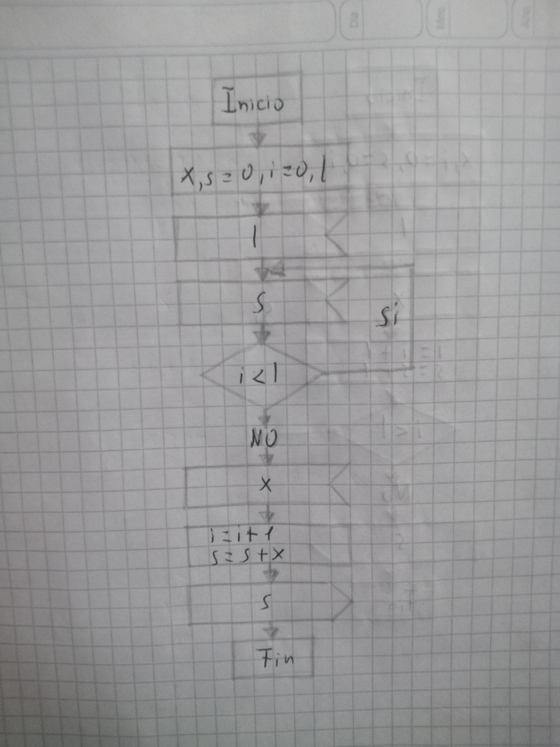 Inicio
x, s = 0, i = 0, l
l
s
si
i < l
NO
x
i = i + 1
s = s + x
s
Fin